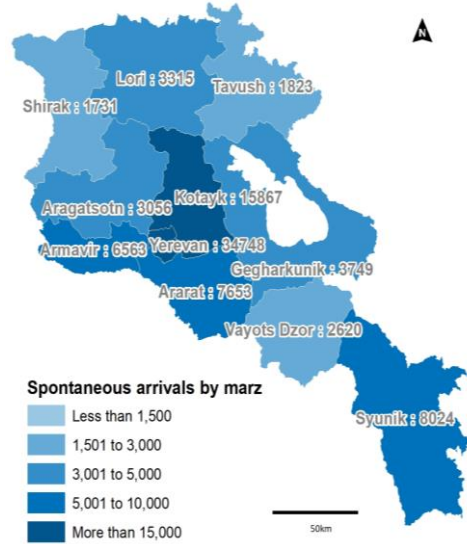 N
Lori : 3315
Tavush : 1823
Shirak : 1731
Kotayk : 15867
Aragatsotn : 3056
Armavir : 6563
Yerevan : 34748
Gegharkunik : 3749
Ararat : 7653
Vayots Dzor : 2620
Syunik : 8024
Spontaneous arrivals by marz
Less than 1,500
1,501 to 3,000
3,001 to 5,000
5,001 to 10,000
More than 15,000
50km